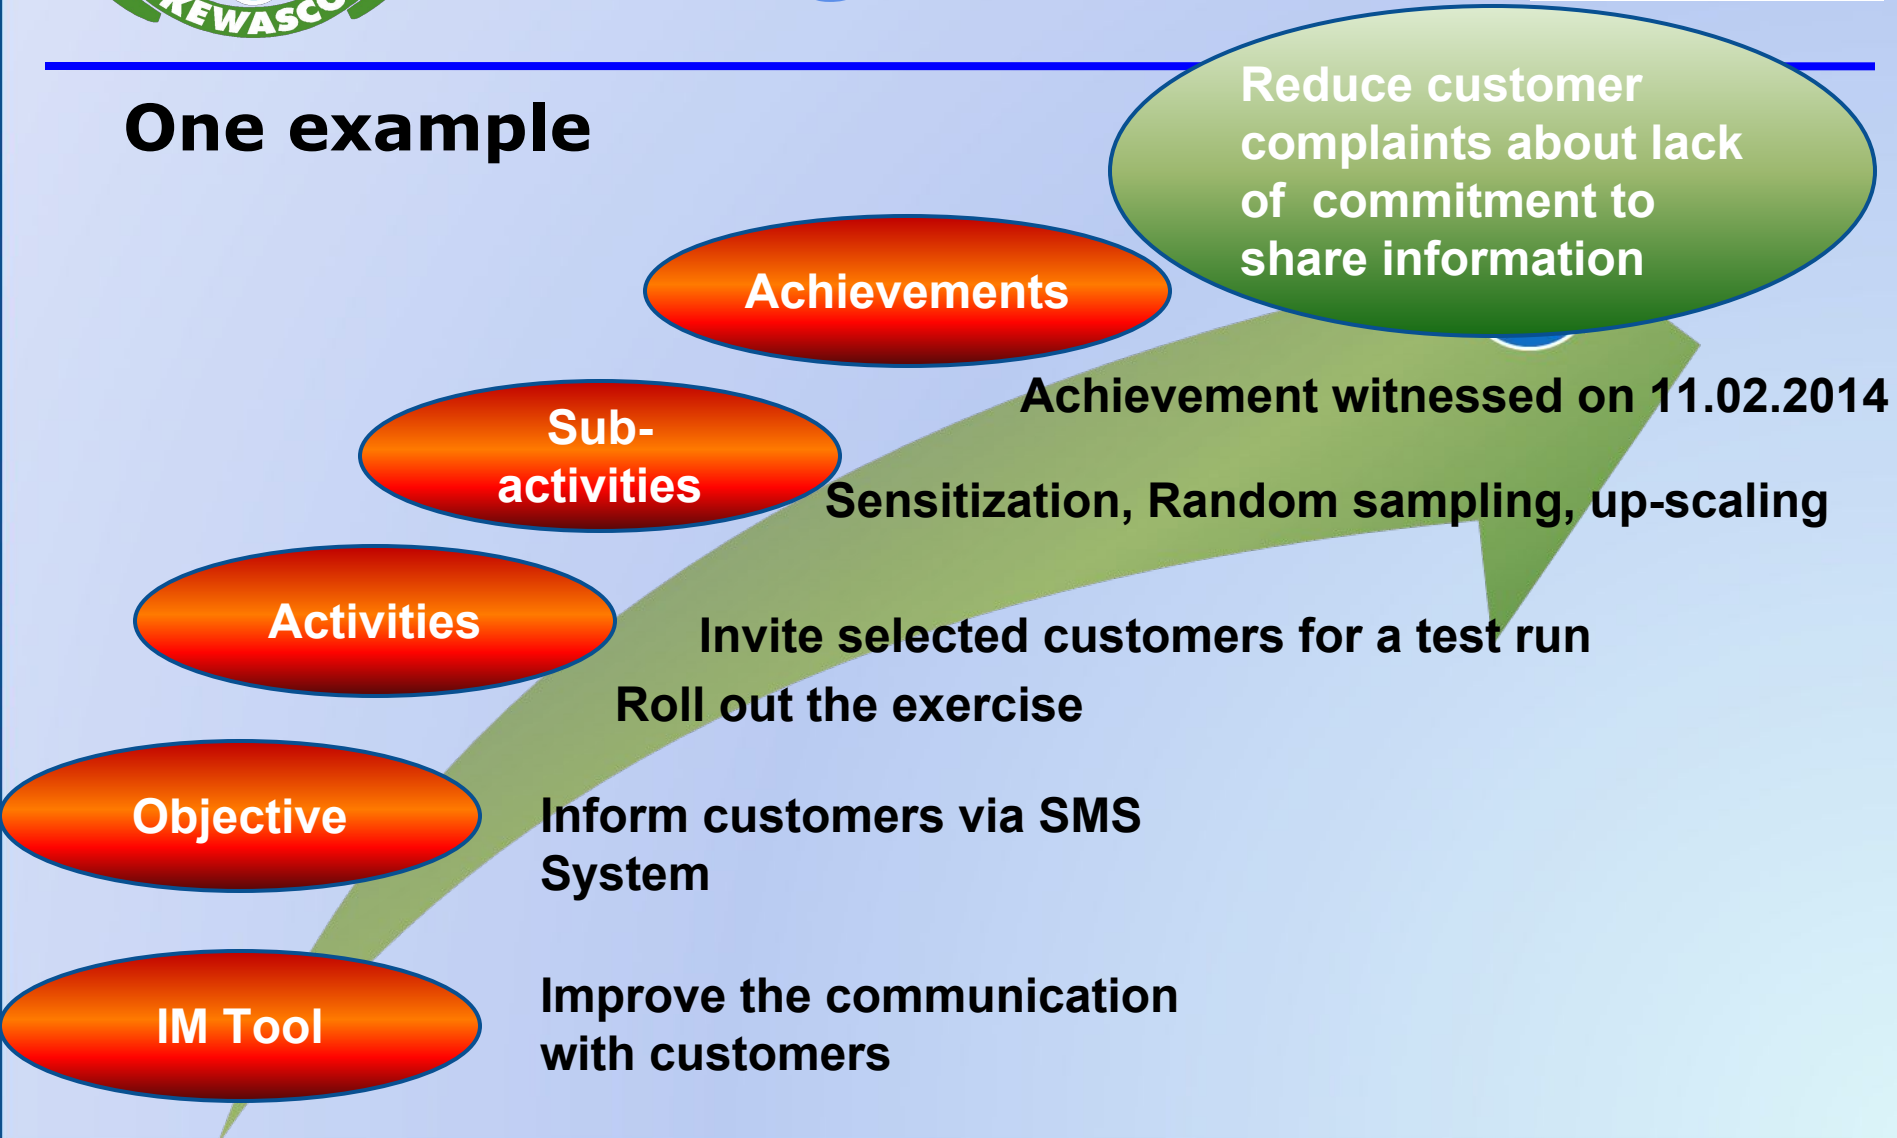 KEWASCO
One example
Reduce customer
complaints about lack
of commitment to
share information
Achievements
Achievement witnessed on 11.02.2014
Sub-
activities
Sensitization, Random sampling, up-scaling
Activities
Invite selected customers for a test run
Roll out the exercise
Objective
Inform customers via SMS
System
IM Tool
Improve the communication
with customers